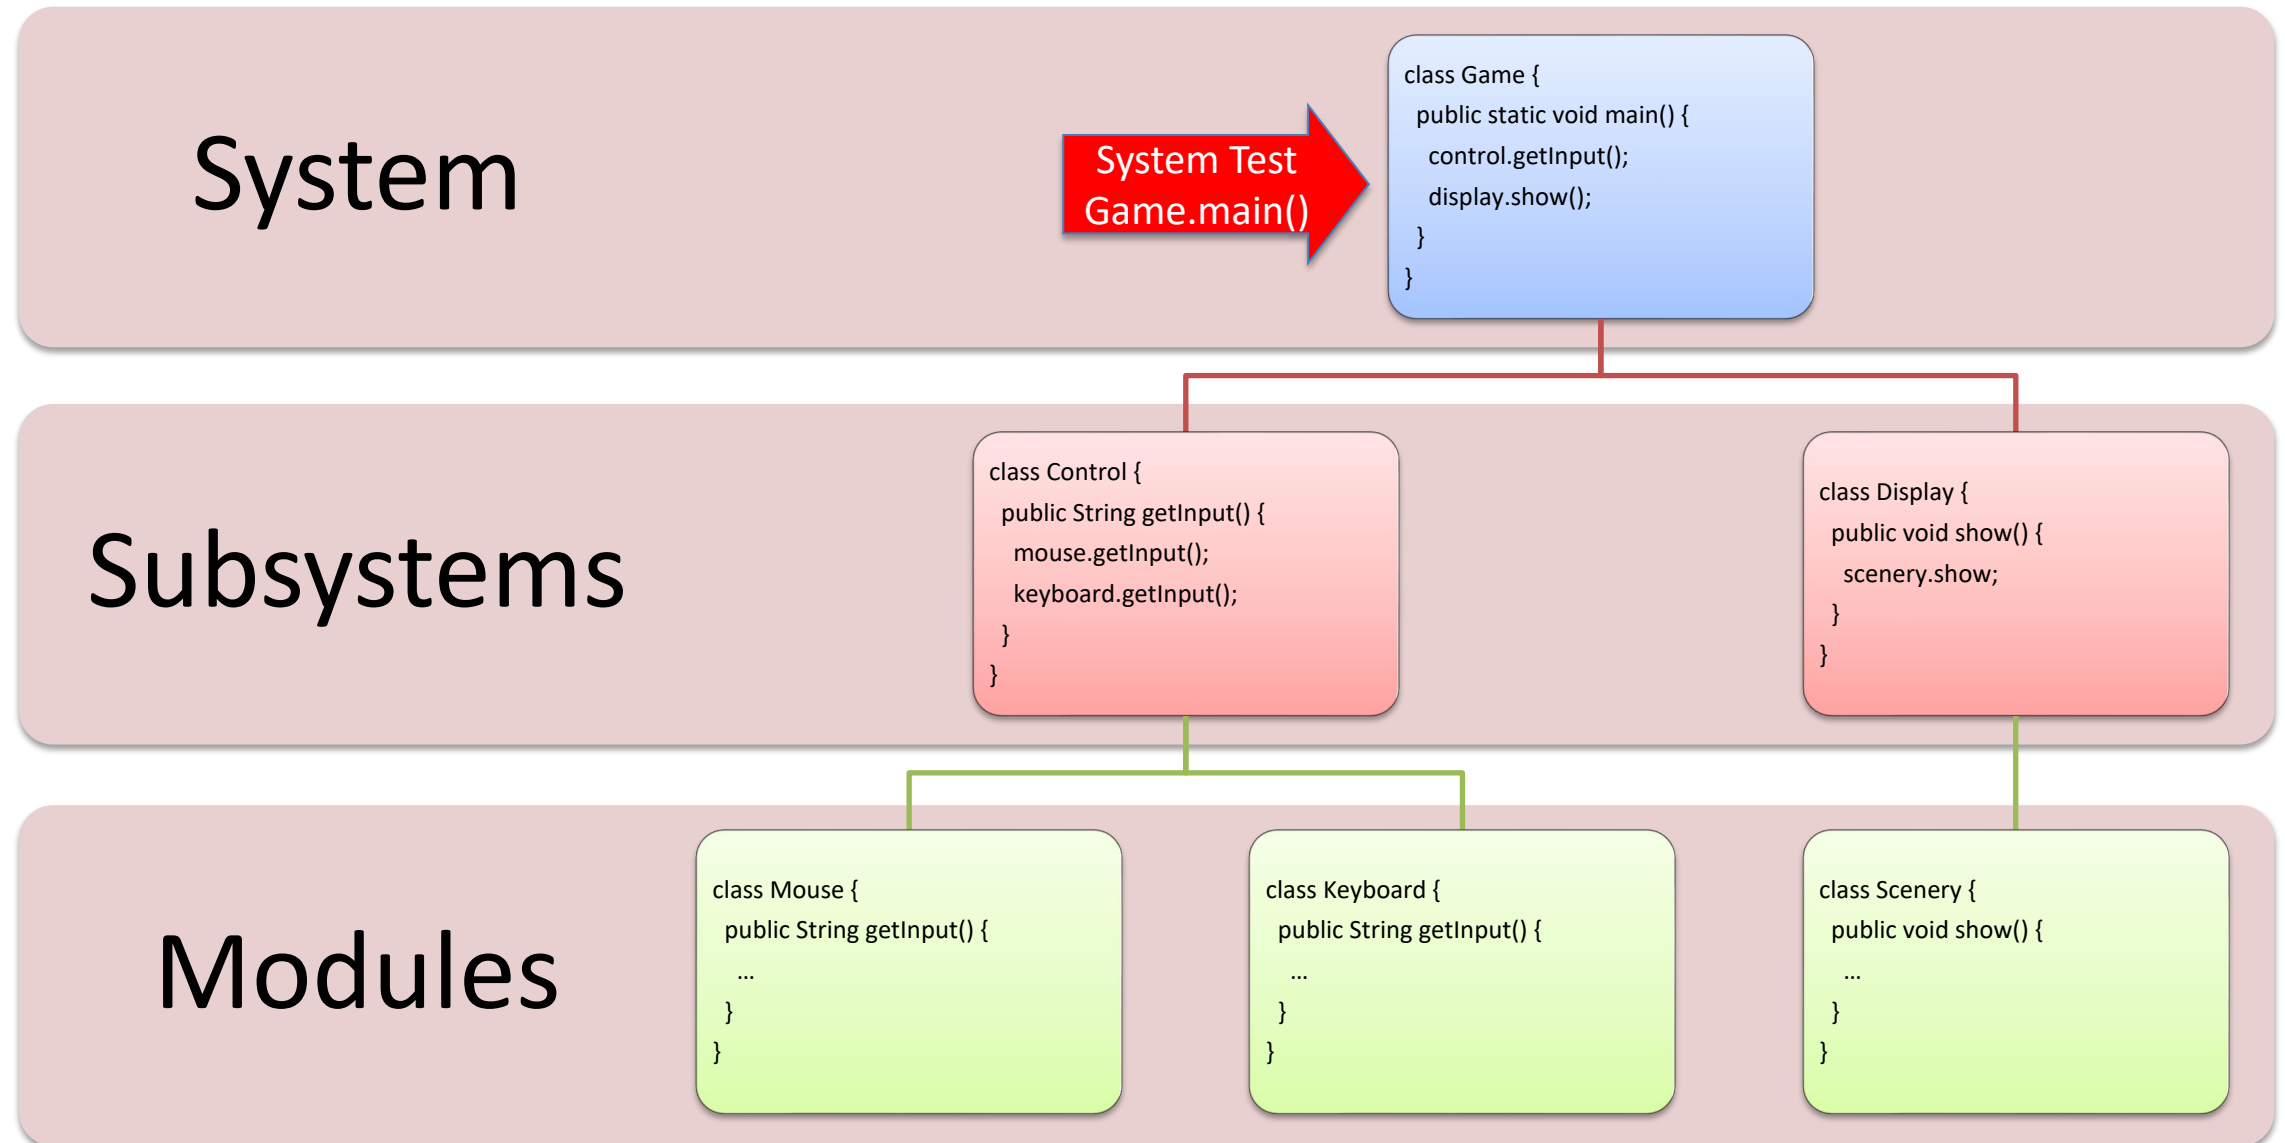 System
System Test
Game.main()
class Game {
public static void main() {
control.getInput();
display.show();
}
}
Subsystems
class Control {
public String getInput() {
mouse.getInput();
keyboard.getInput();
}
}
class Display {
public void show() {
scenery.show;
}
}
Modules
class Mouse {
public String getInput() {
...
}
}
class Keyboard {
public String getInput() {
...
}
}
class Scenery {
public void show() {
...
}
}